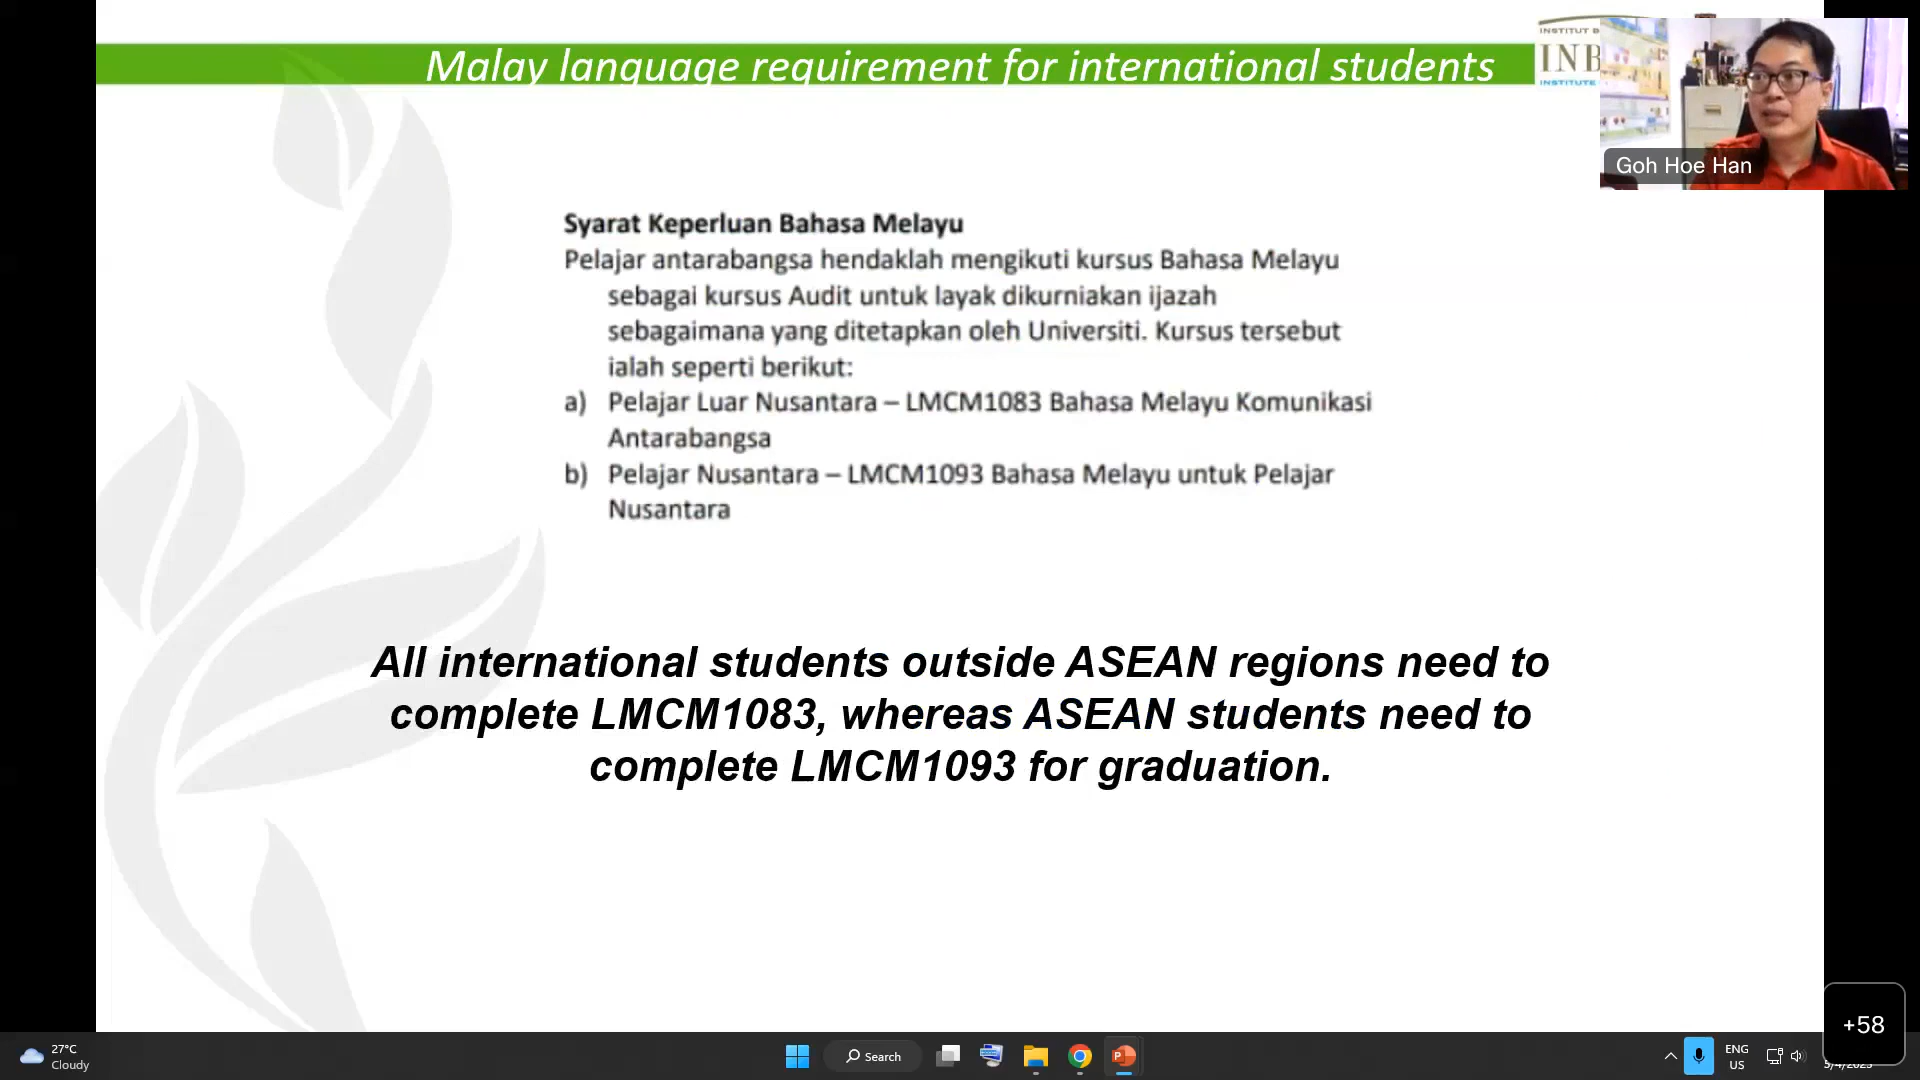 Malay language requirement for international students
INSTITUT
INB
INSTITUTE
Goh Hoe Han
Syarat Keperluan Bahasa Melayu
Pelajar antarabangsa hendaklah mengikuti kursus Bahasa Melayu
sebagai kursus Audit untuk layak dikurniakan ijazah
sebagaimana yang ditetapkan oleh Universiti. Kursus tersebut
ialah seperti berikut:
a) Pelajar Luar Nusantara – LMCM1083 Bahasa Melayu Komunikasi
Antarabangsa
b) Pelajar Nusantara – LMCM1093 Bahasa Melayu untuk Pelajar
Nusantara
All international students outside ASEAN regions need to
complete LMCM1083, whereas ASEAN students need to
complete LMCM1093 for graduation.
+58
27°C
Cloudy
Search
ENG
US